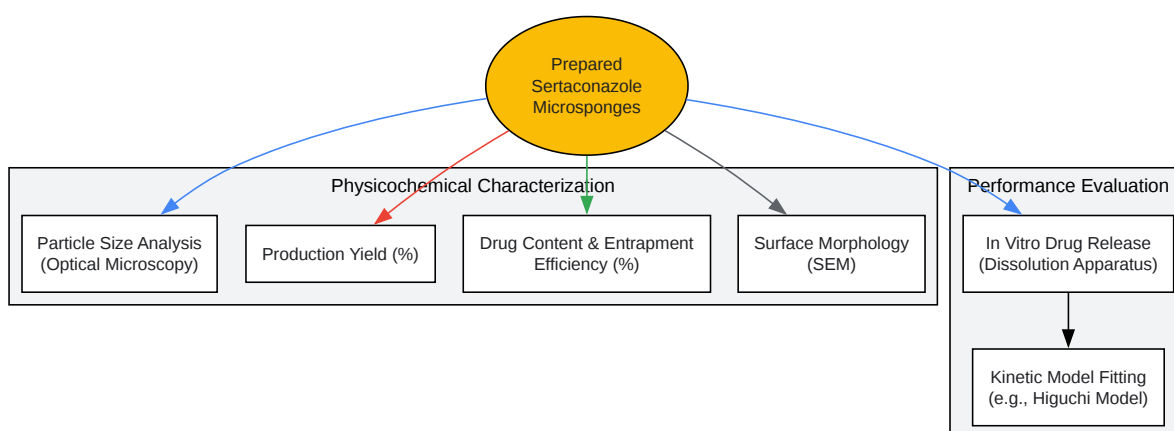 Prepared
Sertaconazole
Microsponges
Physicochemical Characterization
Particle Size Analysis
(Optical Microscopy)
Production Yield (%)
Drug Content & Entrapment
Efficiency (%)
Surface Morphology
(SEM)
Performance Evaluation
In Vitro Drug Release
(Dissolution Apparatus)
Kinetic Model Fitting
(e.g., Higuchi Model)